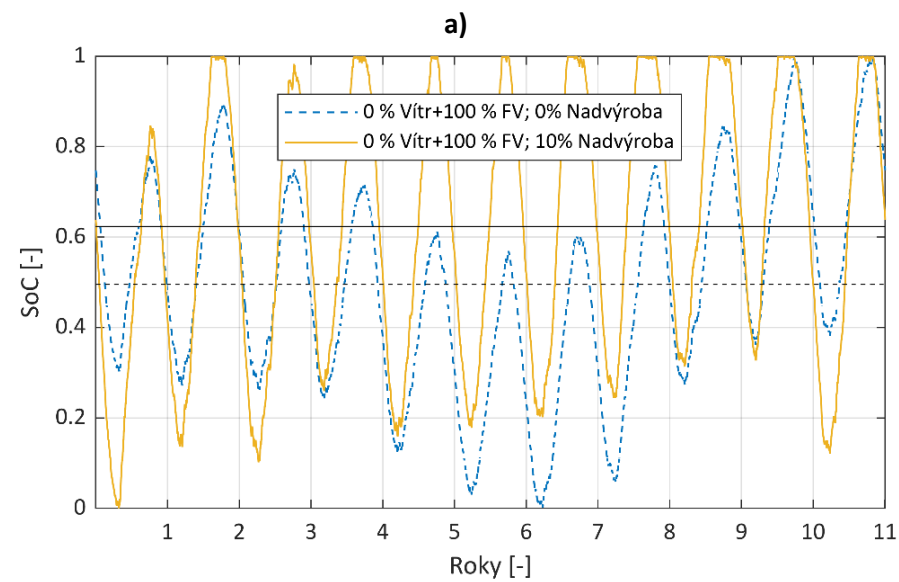 a)
1
0 % Vítr+100 % FV; 0% Nadvýroba
0 % Vítr+100 % FV; 10% Nadvýroba
0.8
0.6
SoC [-]
0.4
0.2
0
1 2 3 4 5 6 7 8 9 10 11
Roky [-]